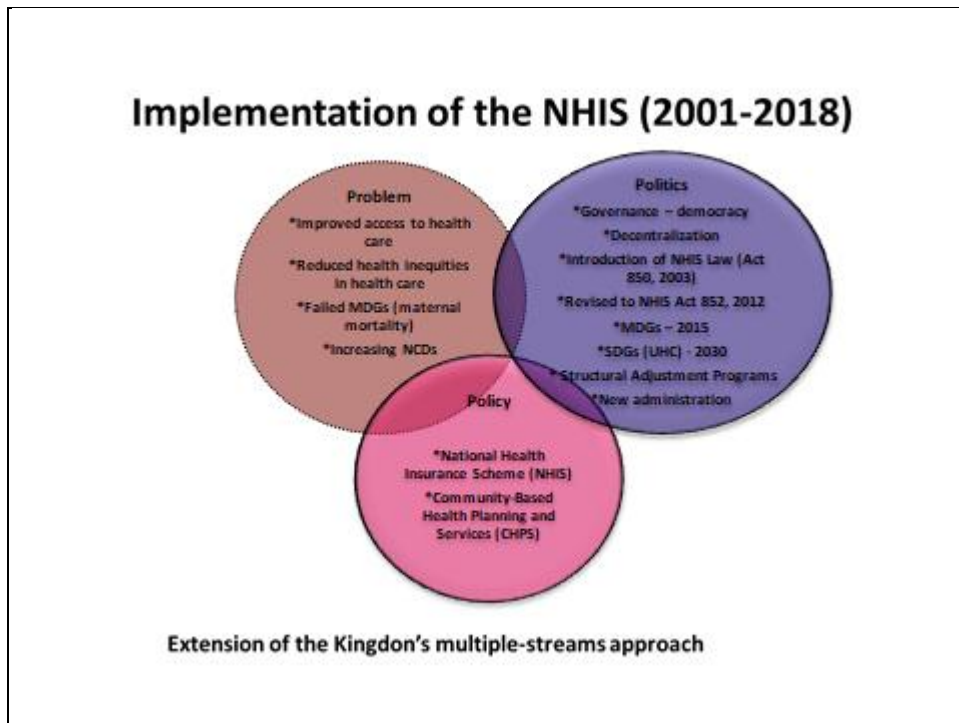 Implementation of the NHIS (2001-2018)
Problem
*Improved access to health
care
*Reduced health inequities
in health care
*Failed MDGs (maternal
mortality)
*Increasing NCDs
Politics
*Governance – democracy
*Decentralization
*Introduction of NHIS Law (Act
850, 2003)
*Revised to NHIS Act 852, 2012
*MDGs – 2015
*SDGs (UHC) - 2030
* Structural Adjustment Programs
*New administration
Policy
*National Health
Insurance Scheme (NHIS)
*Community-Based
Health Planning and
Services (CHPS)
Extension of the Kingdon's multiple-streams approach